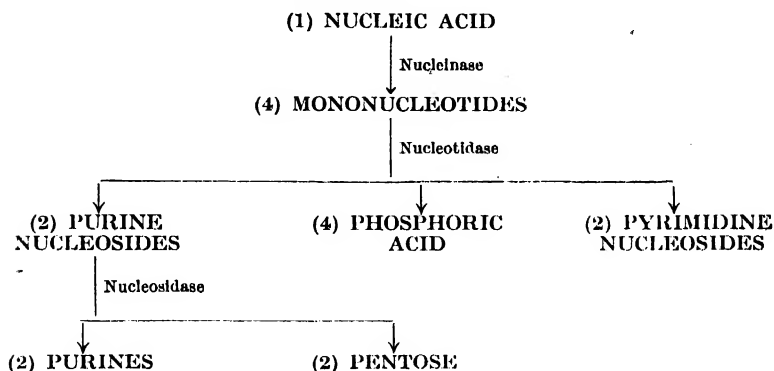 (1) NUCLEIC ACID
Nucleinase
(4) MONONUCLEOTIDES
Nucleotidase
(2) PURINE
NUCLEOSIDES
(4) PHOSPHORIC
ACID
(2) PYRIMIDINE
NUCLEOSIDES
Nucleosidase
(2) PURINES
(2) PENTOSE